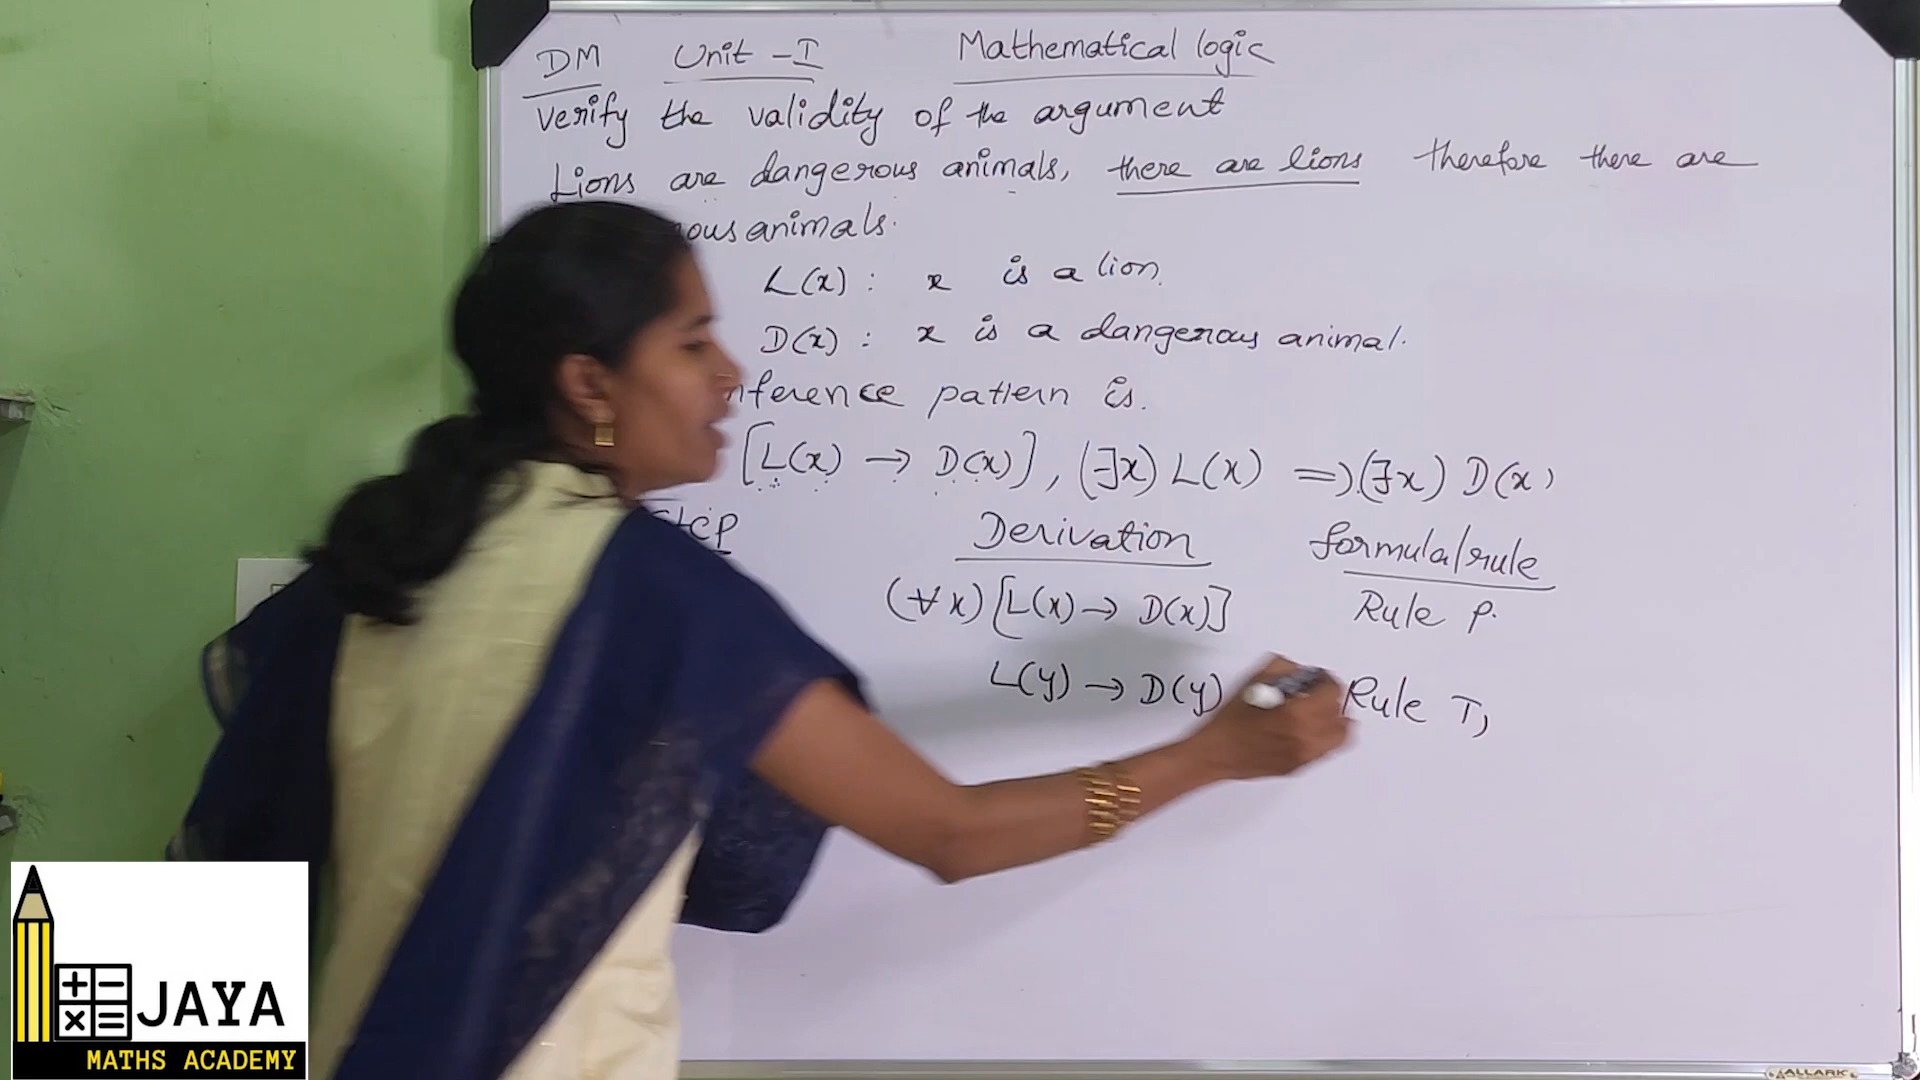 DM Unit - I Mathematical logic
Verify the validity of the argument
Lions are dangerous animals, there are lions therefore there are
ous animals.
L(x) : x is a lion.
D(x) : x is a dangerous animal.
nference pattern is.
[L(x) → D(x)], (∃x) L(x) ⇒ (∃x) D(x)
Step Derivation formula/rule
(∀x) [L(x) → D(x)] Rule P.
L(y) → D(y) Rule T,
JAYA
MATHS ACADEMY
ALLARK